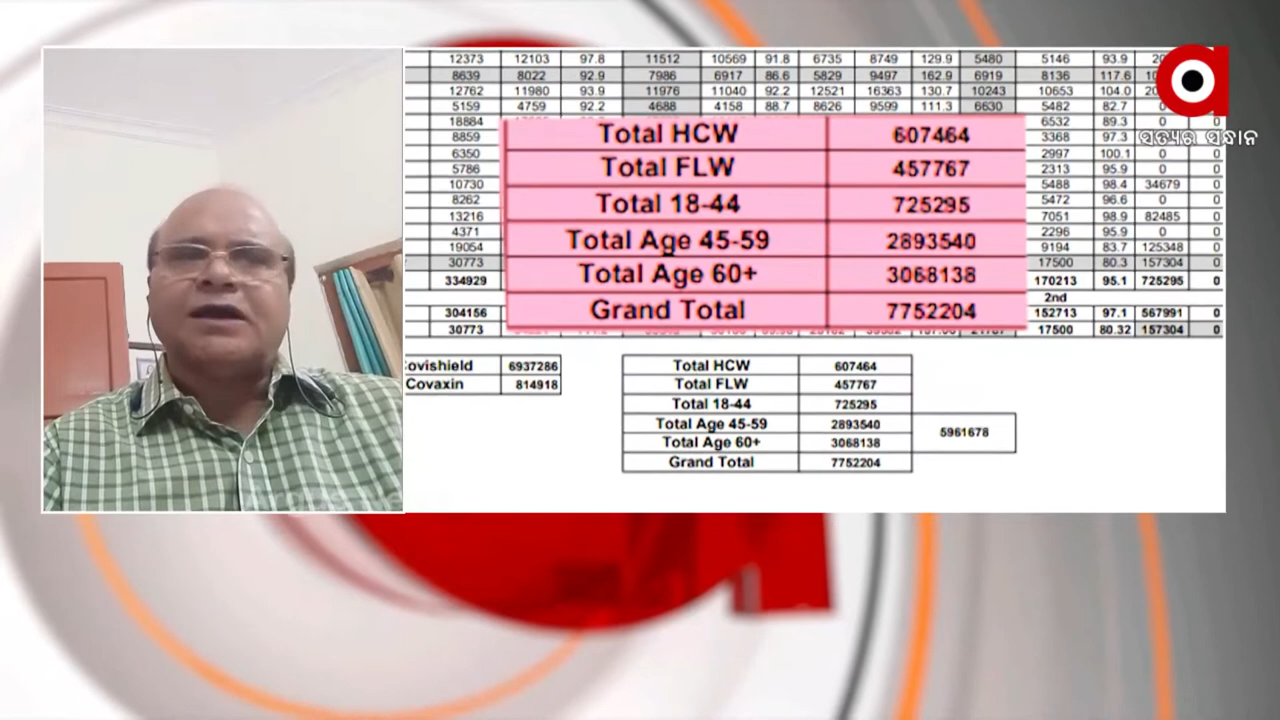 12373 12103 97.8 11512 10569 91.8 6735 8749 129.9 5480 5146 93.9
8639 8022 92.9 7986 6917 86.6 5829 9497 162.9 6919 8136 117.6
12762 11980 93.9 11976 11040 92.2 12521 16363 130.7 10243 10653 104.0
5159 4759 92.2 4688 4158 88.7 8626 9599 111.3 6630 5482 82.7 0
18884 6532 89.3 0
8859 3368 97.3
6350 2997 100.1 0 0
5786 2313 95.9 0 0
10730 5488 98.4 34679 0
8262 5472 96.6 0 0
13216 7051 98.9 82485 0
4371 2296 95.9 0 0
19054 9194 83.7 125348 0
30773 17500 80.3 157304 0
334929 170213 95.1 725295 0
2nd
304156 152713 97.1 567991 0
30773 17500 80.32 157304 0
Total HCW 607464
Total FLW 457767
Total 18-44 725295
Total Age 45-59 2893540
Total Age 60+ 3068138
Grand Total 7752204
ovishield 6937286
Covaxin 814918
Total HCW 607464
Total FLW 457767
Total 18-44 725295
Total Age 45-59 2893540
5961678
Total Age 60+ 3068138
Grand Total 7752204
ସତ୍ୟର ସନ୍ଧାନ